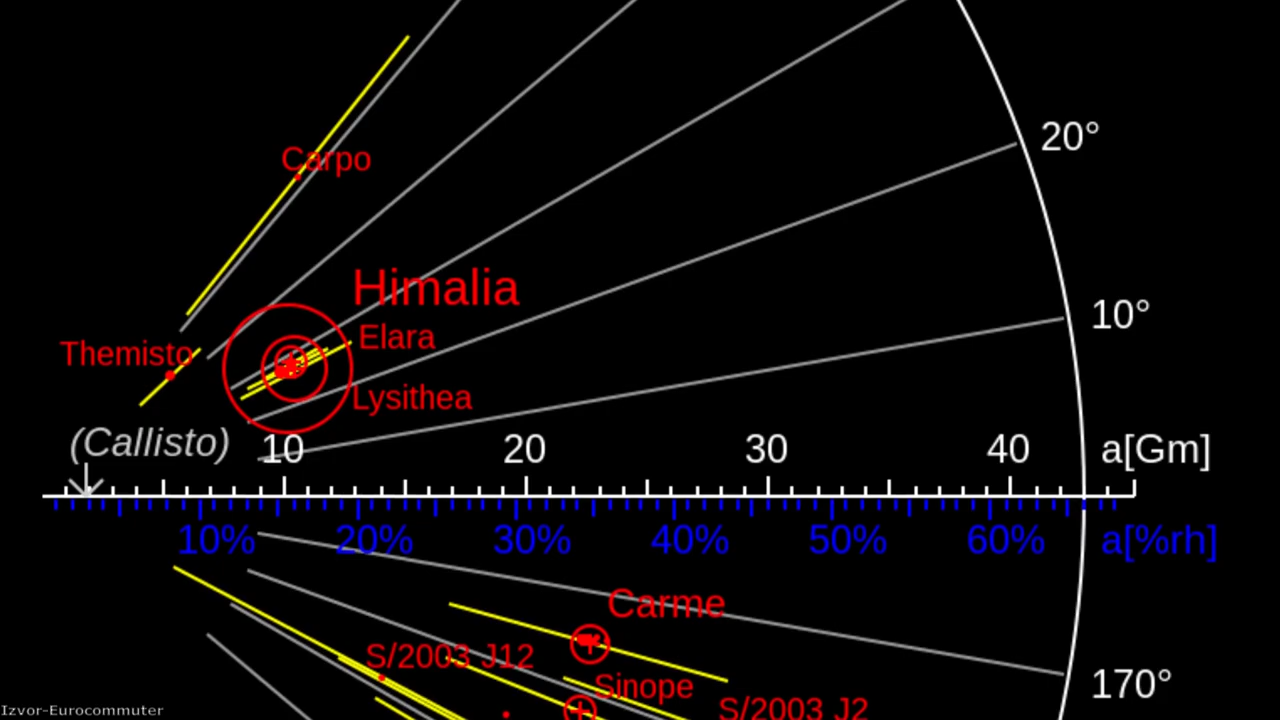 20°
Carpo
Himalia
10°
Elara
Themisto
Lysithea
(Callisto)
10 20 30 40 a[Gm]
10% 20% 30% 40% 50% 60% a[%rh]
Carme
S/2003 J12
Sinope
170°
S/2003 J2
Izvor-Eurocommuter